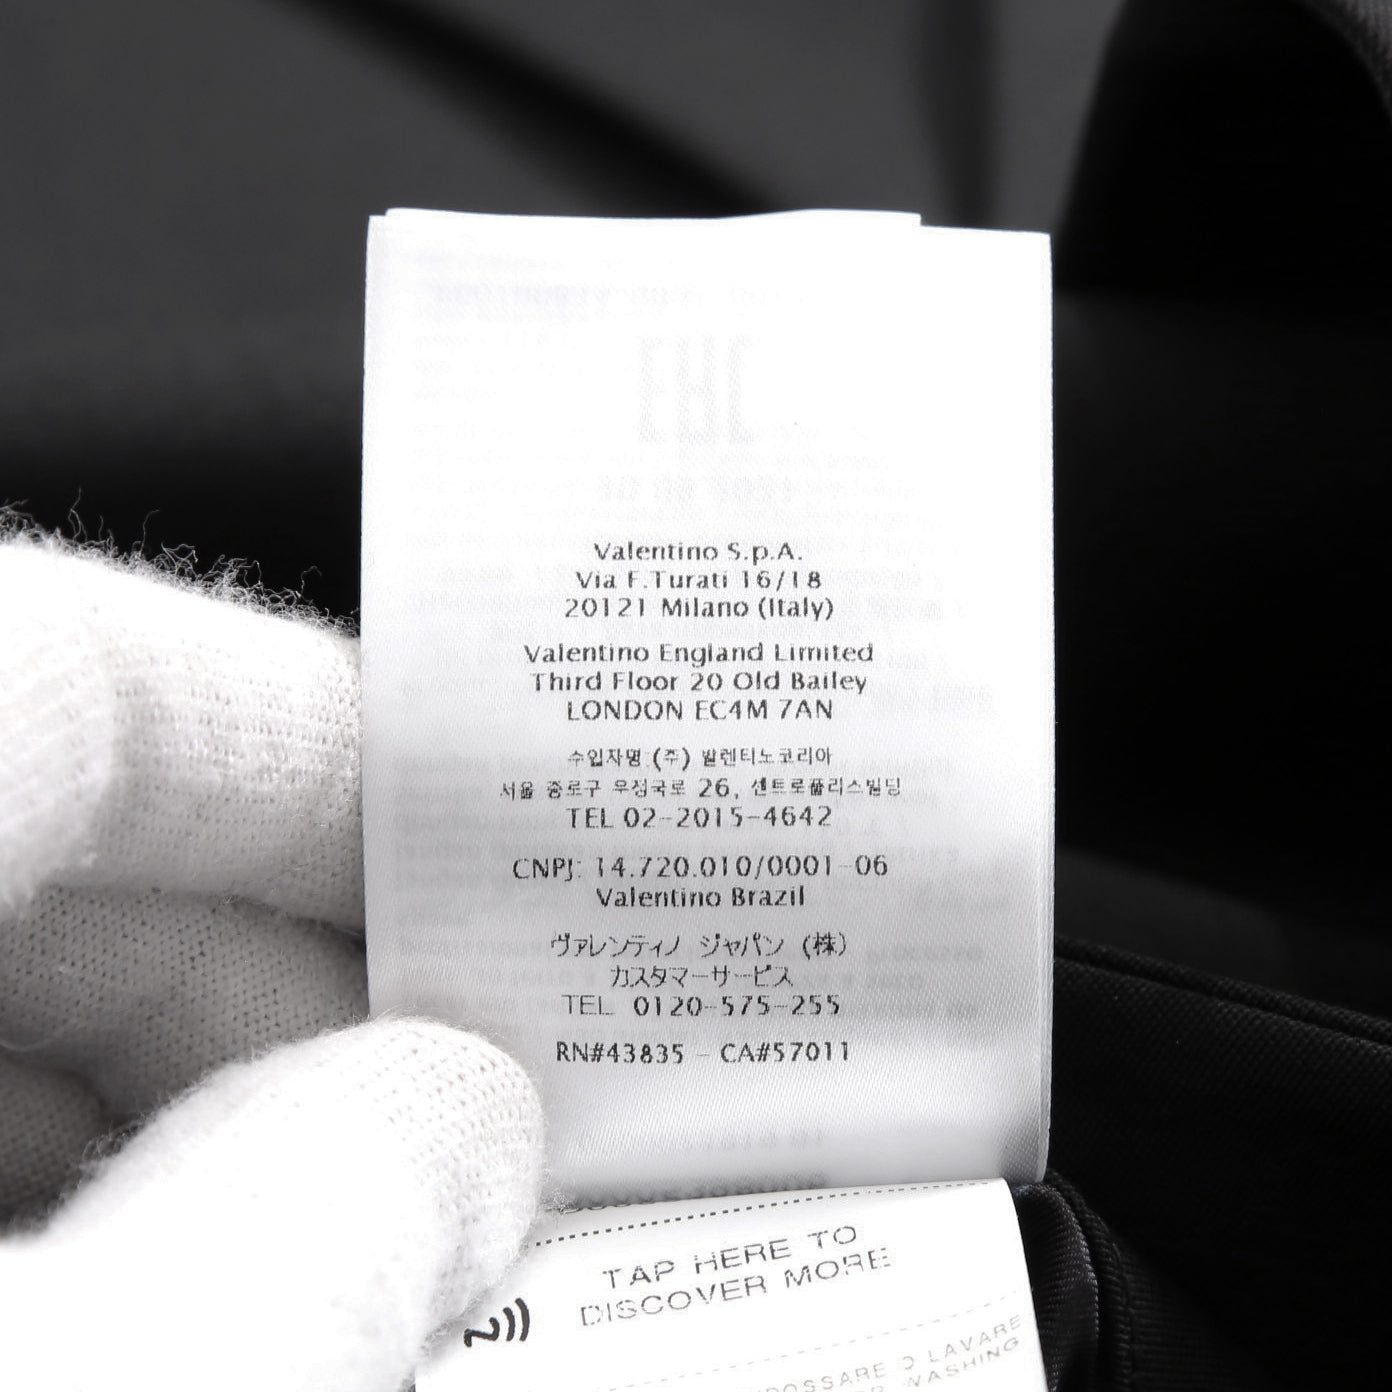 Valentino S.p.A.
Via F.Turati 16/18
20121 Milano (Italy)
Valentino England Limited
Third Floor 20 Old Bailey
LONDON EC4M 7AN
수입자명:(주) 발렌티노코리아
서울 종로구 우정국로 26, 센트로폴리스빌딩
TEL 02-2015-4642
CNPJ: 14.720.010/0001-06
Valentino Brazil
ヴァレンティノ ジャパン (株)
カスタマーサービス
TEL 0120-575-255
RN#43835 - CA#57011
TAP HERE TO
DISCOVER MORE
O LAVARE
WASHING